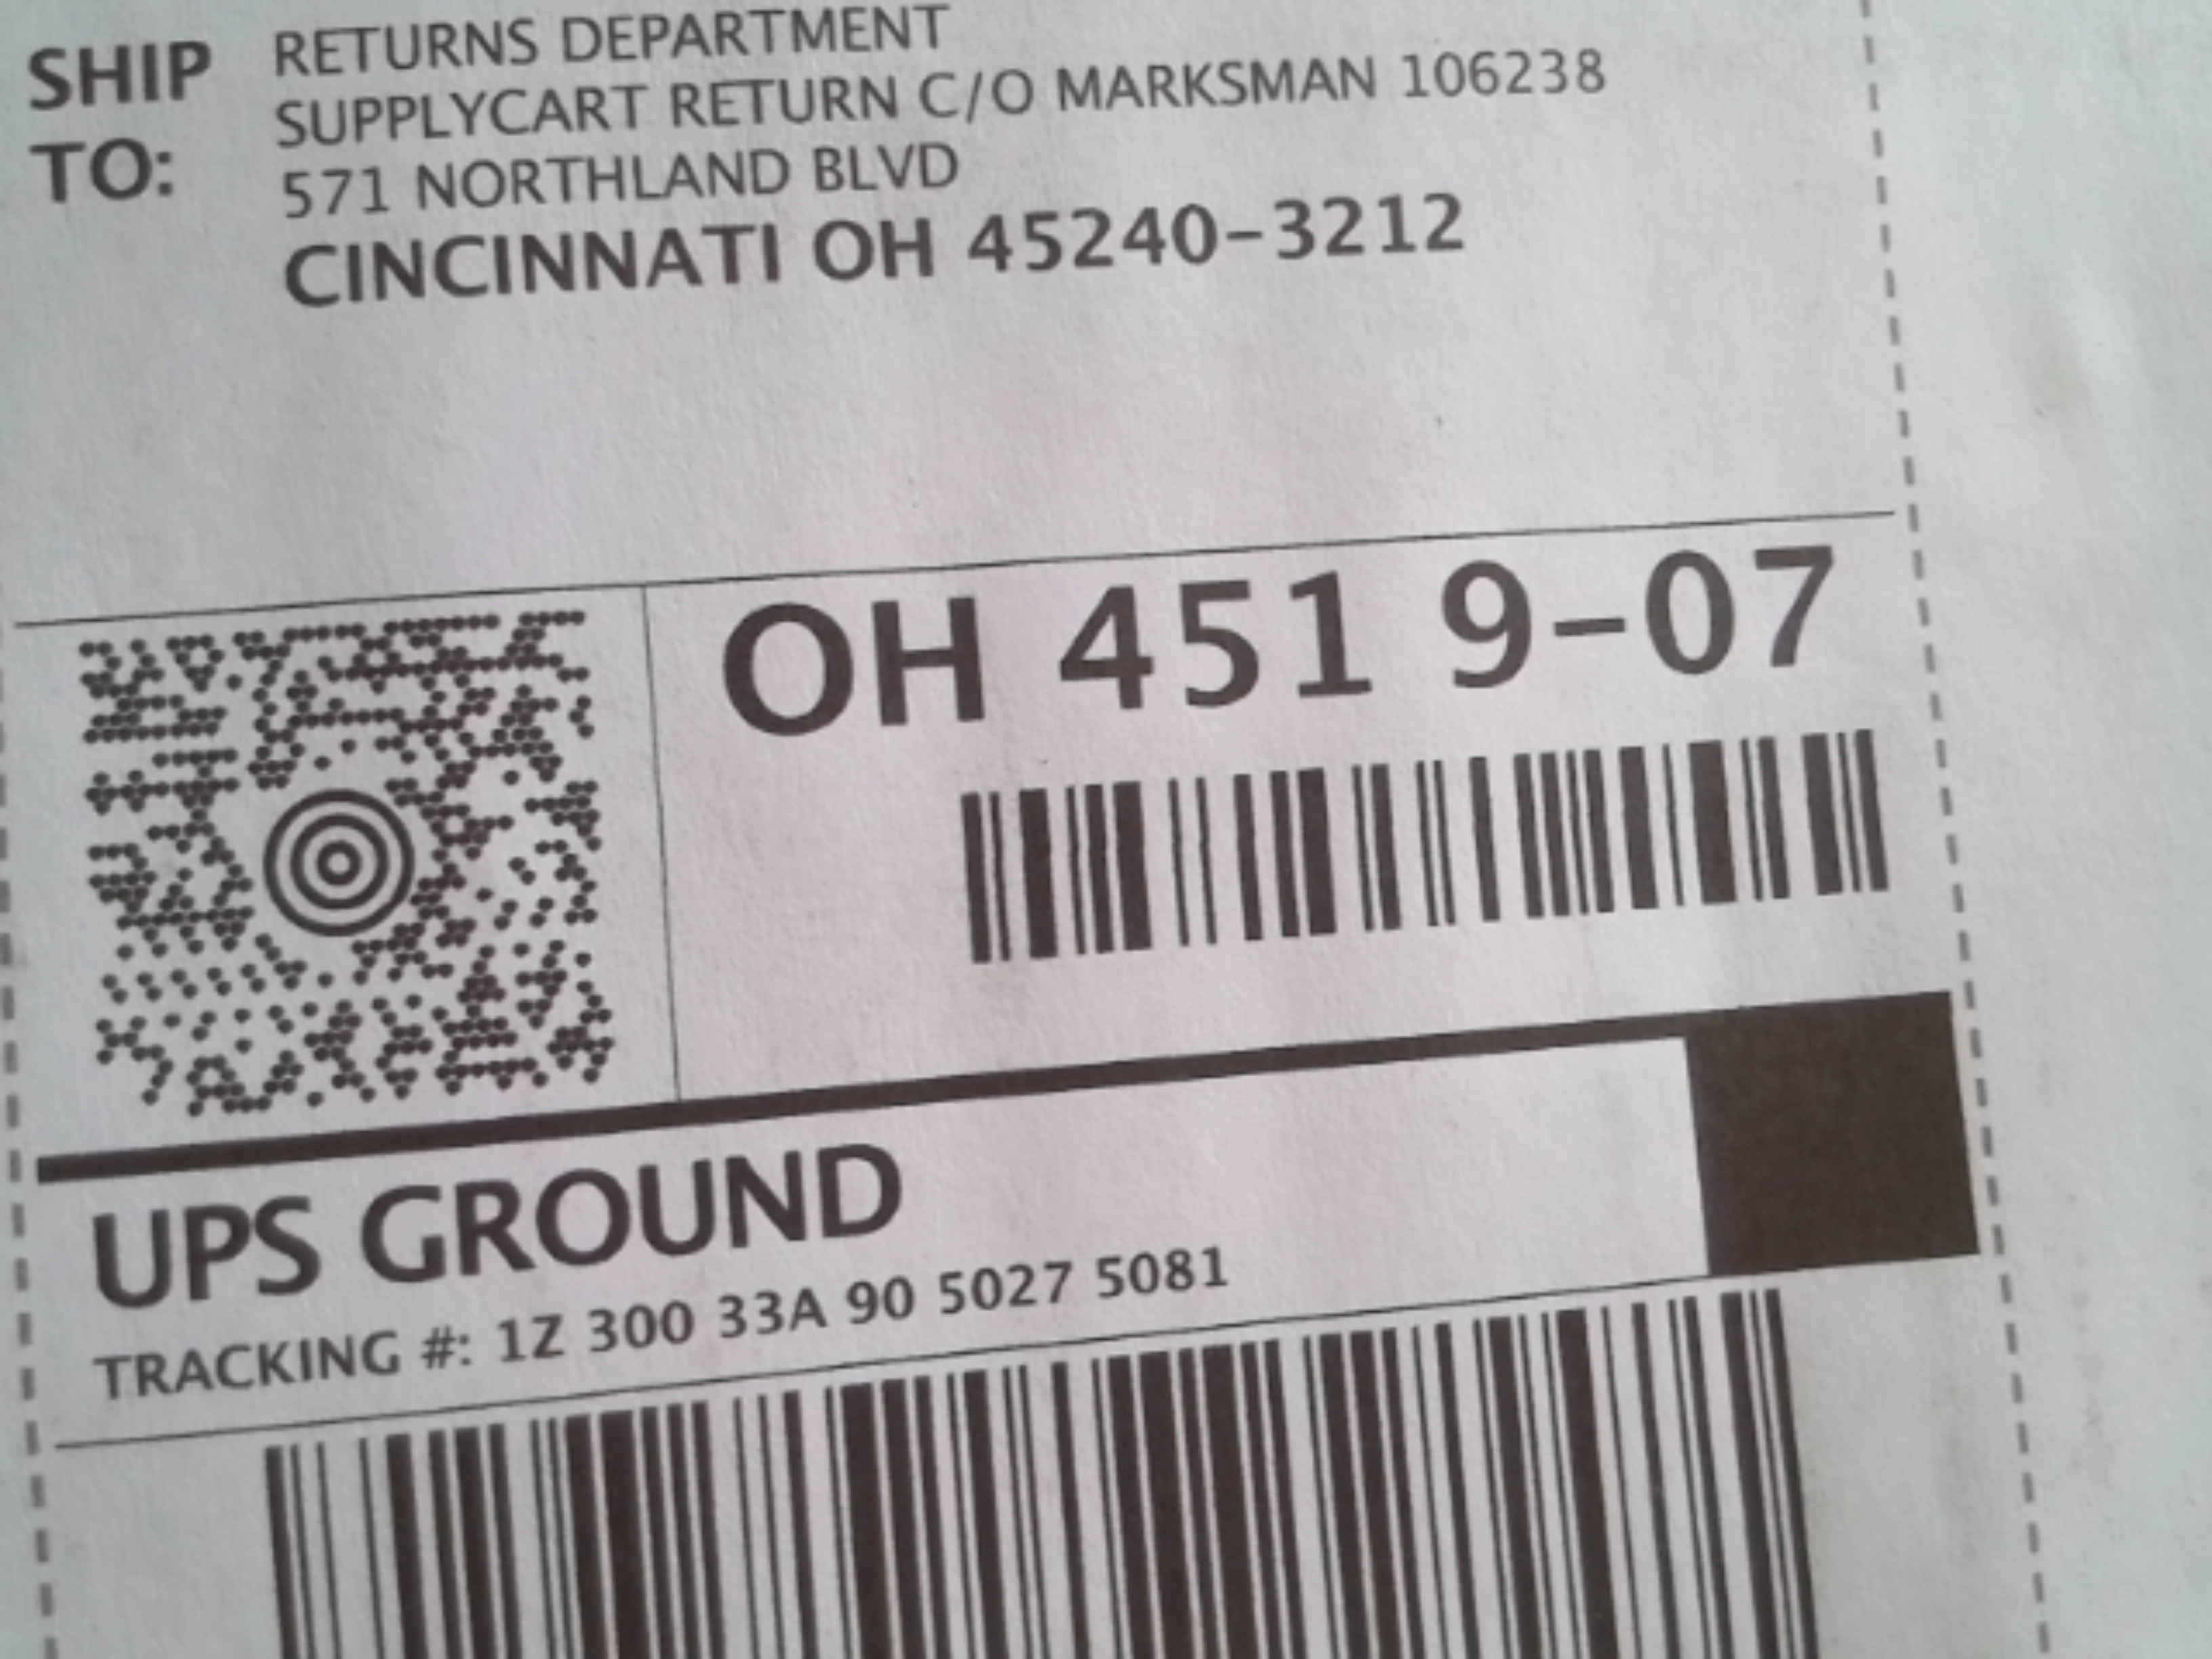 SHIP TO:
RETURNS DEPARTMENT
SUPPLYCART RETURN C/O MARKSMAN 106238
571 NORTHLAND BLVD
CINCINNATI OH 45240-3212
OH 451 9-07
UPS GROUND
TRACKING #: 1Z 300 33A 90 5027 5081